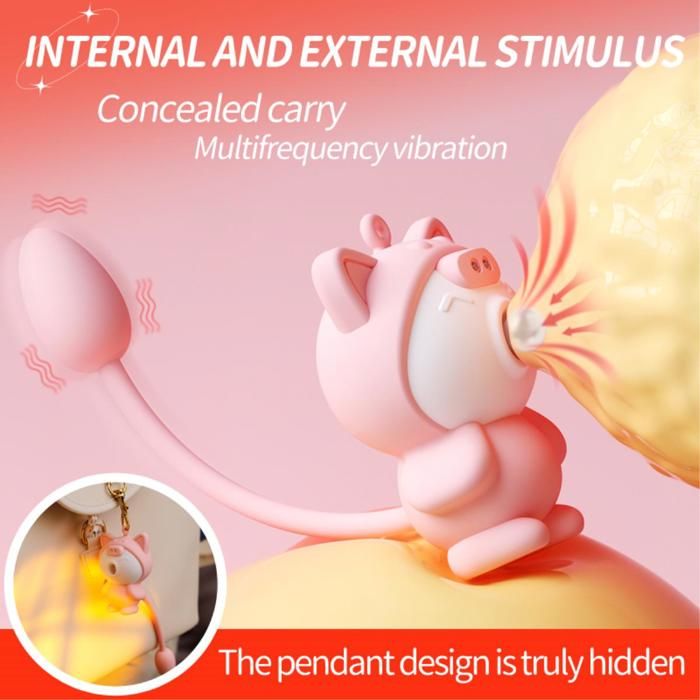 INTERNAL AND EXTERNAL STIMULUS
Concealed carry
Multifrequency vibration
The pendant design is truly hidden